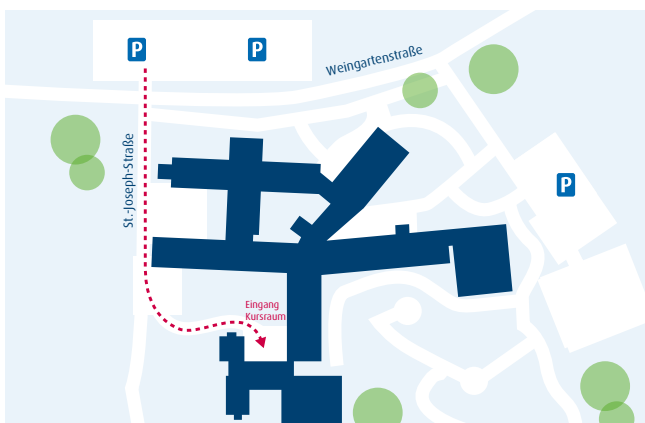 P
P
Weingartenstraße
St.-Joseph-Straße
P
Eingang
Kursraum